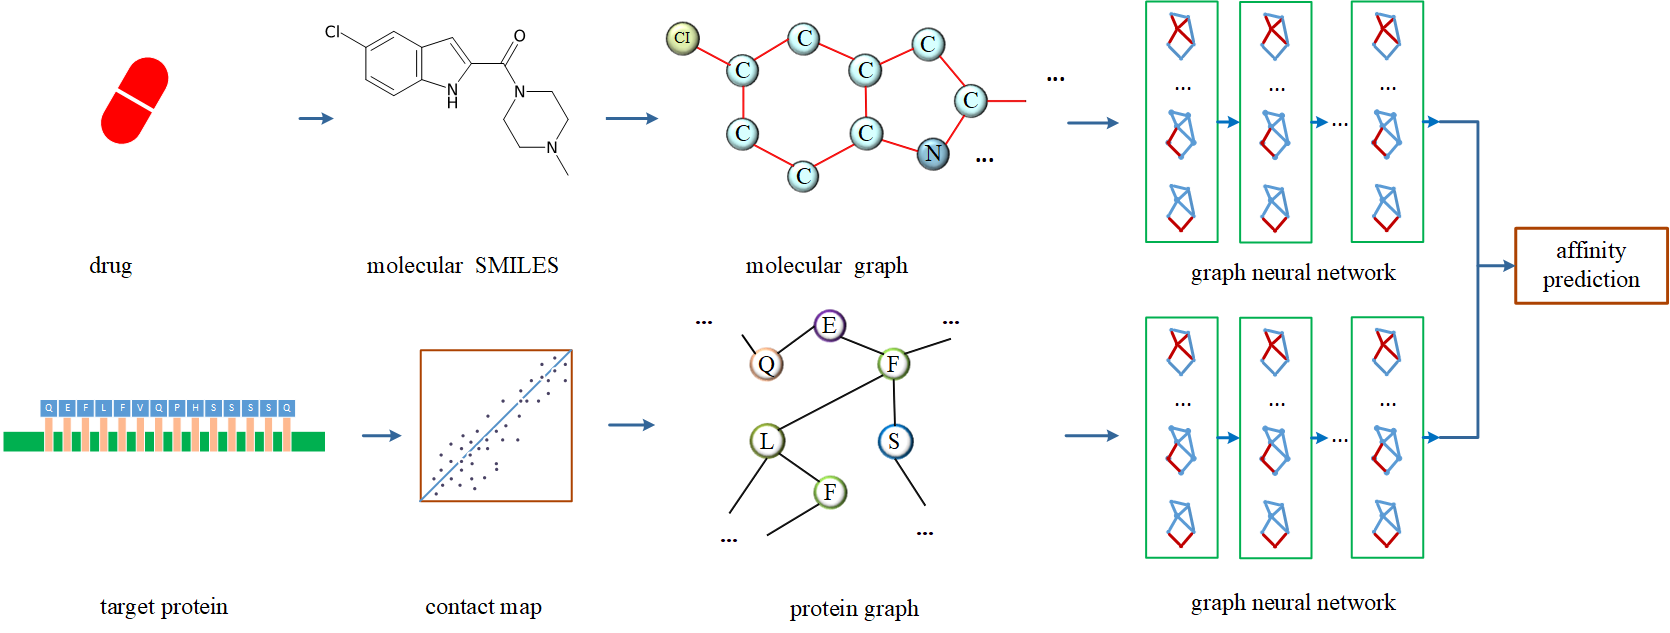 Cl
O
N
H
N
N
CI
C
C
C
C
C
C
C
C
N
...
...
...
...
...
...
drug
molecular SMILES
molecular graph
graph neural network
affinity
prediction
...
...
E
Q
F
Q E F L F V Q P H S S S S Q
L
S
F
...
...
...
...
...
...
target protein
contact map
protein graph
graph neural network